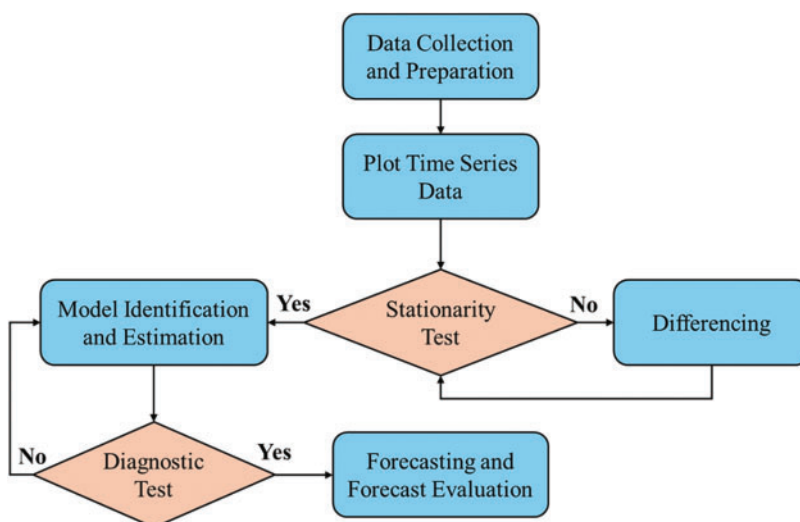 Data Collection
and Preparation
Plot Time Series
Data
Stationarity
Test
Yes
No
Model Identification
and Estimation
Differencing
Diagnostic
Test
No
Yes
Forecasting and
Forecast Evaluation